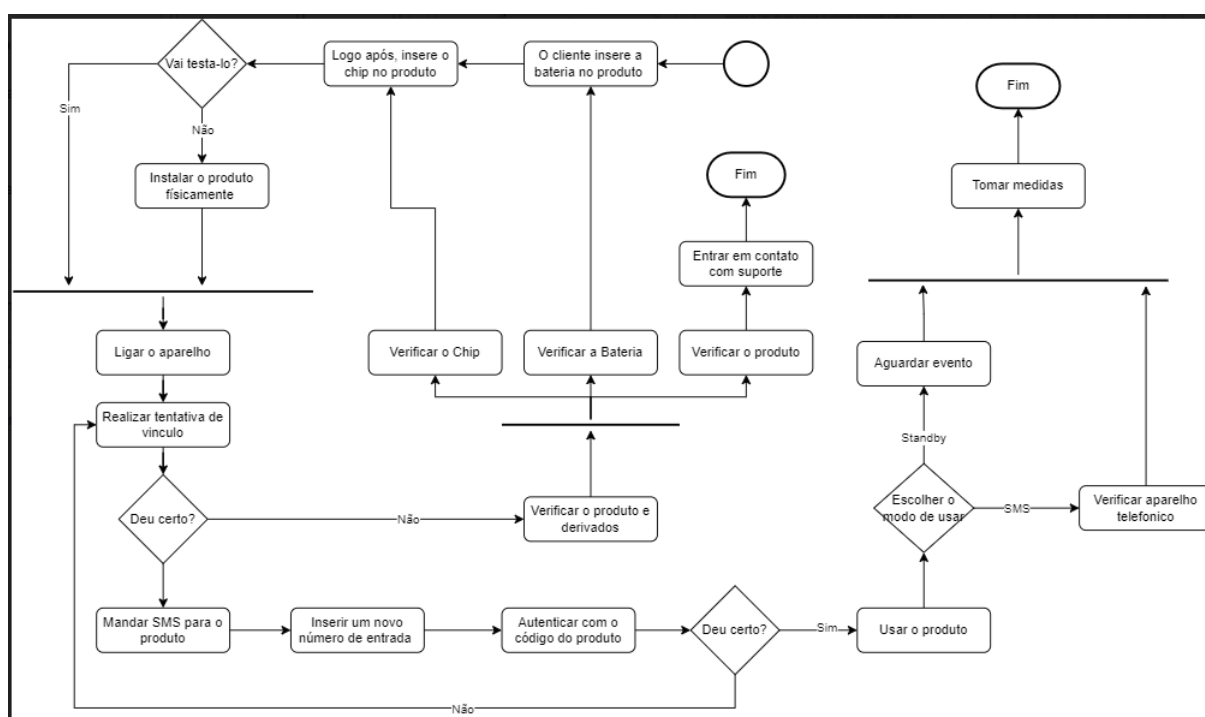 Vai testa-lo?
Logo após, insere o
chip no produto
O cliente insere a
bateria no produto
Fim
Sim
Não
Instalar o produto
físicamente
Fim
Tomar medidas
Entrar em contato
com suporte
Ligar o aparelho
Verificar o Chip
Verificar a Bateria
Verificar o produto
Aguardar evento
Realizar tentativa de
vinculo
Standby
Deu certo?
Não
Verificar o produto e
derivados
Escolher o
modo de usar
SMS
Verificar aparelho
telefonico
Mandar SMS para o
produto
Inserir um novo
número de entrada
Autenticar com o
código do produto
Deu certo?
Sim
Usar o produto
Não